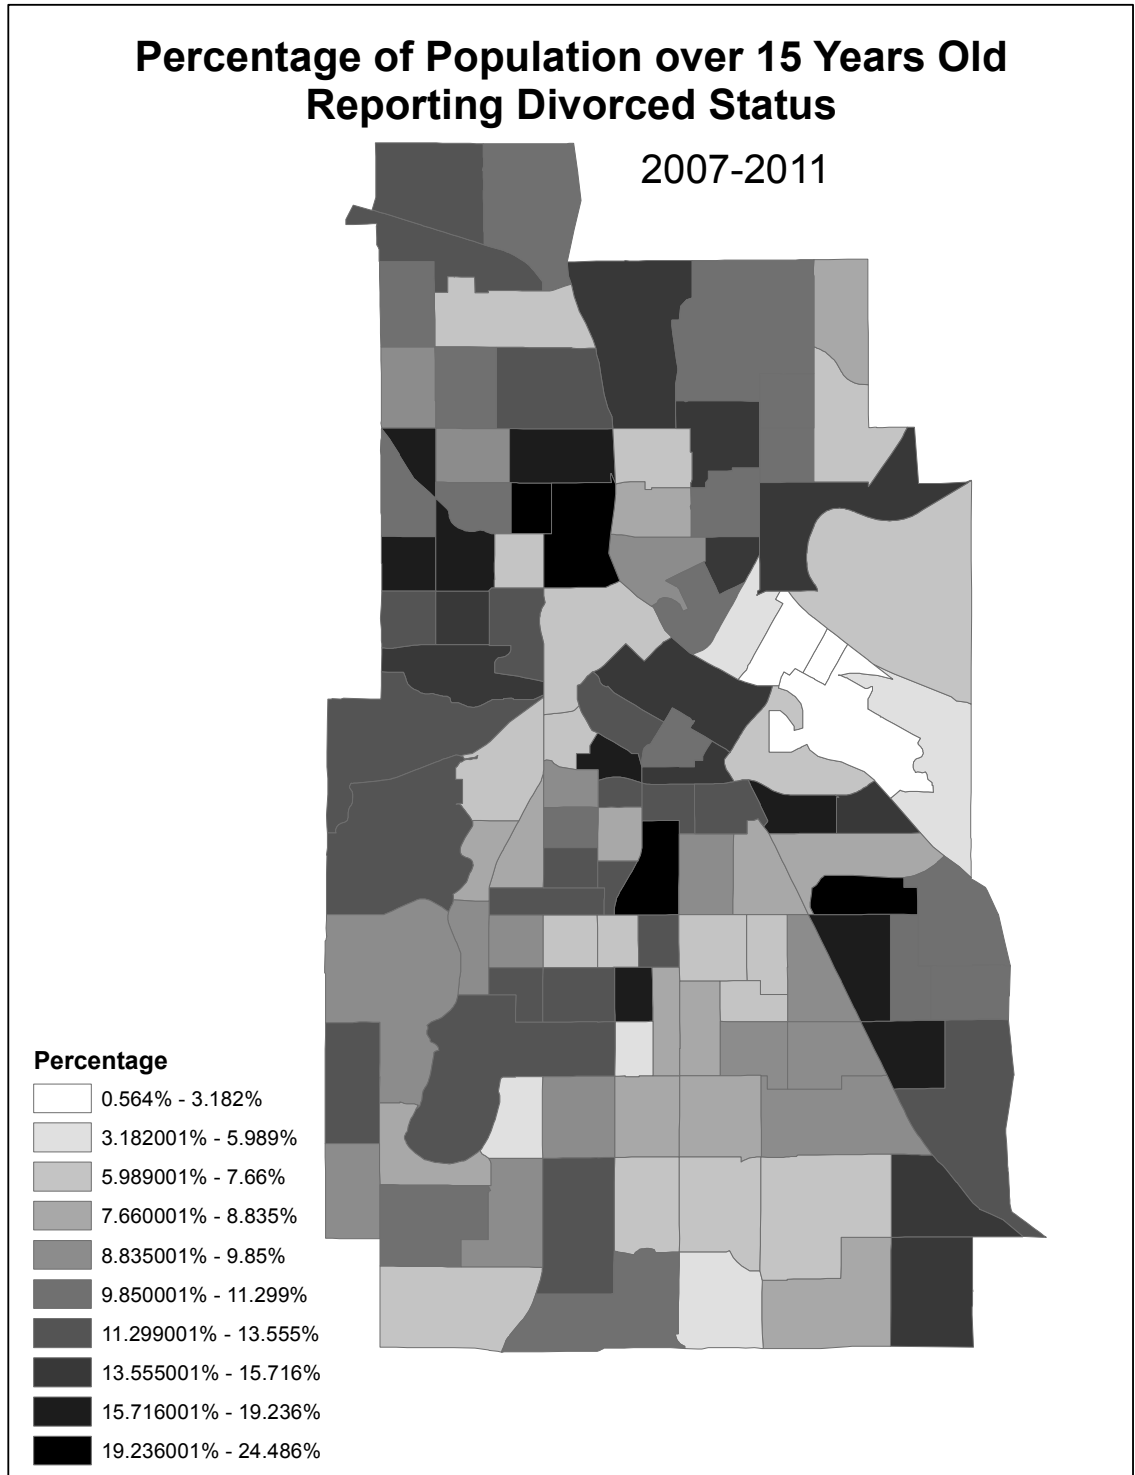 Percentage of Population over 15 Years Old
Reporting Divorced Status
2007-2011
Percentage
0.564% - 3.182%
3.182001% - 5.989%
5.989001% - 7.66%
7.660001% - 8.835%
8.835001% - 9.85%
9.850001% - 11.299%
11.299001% - 13.555%
13.555001% - 15.716%
15.716001% - 19.236%
19.236001% - 24.486%